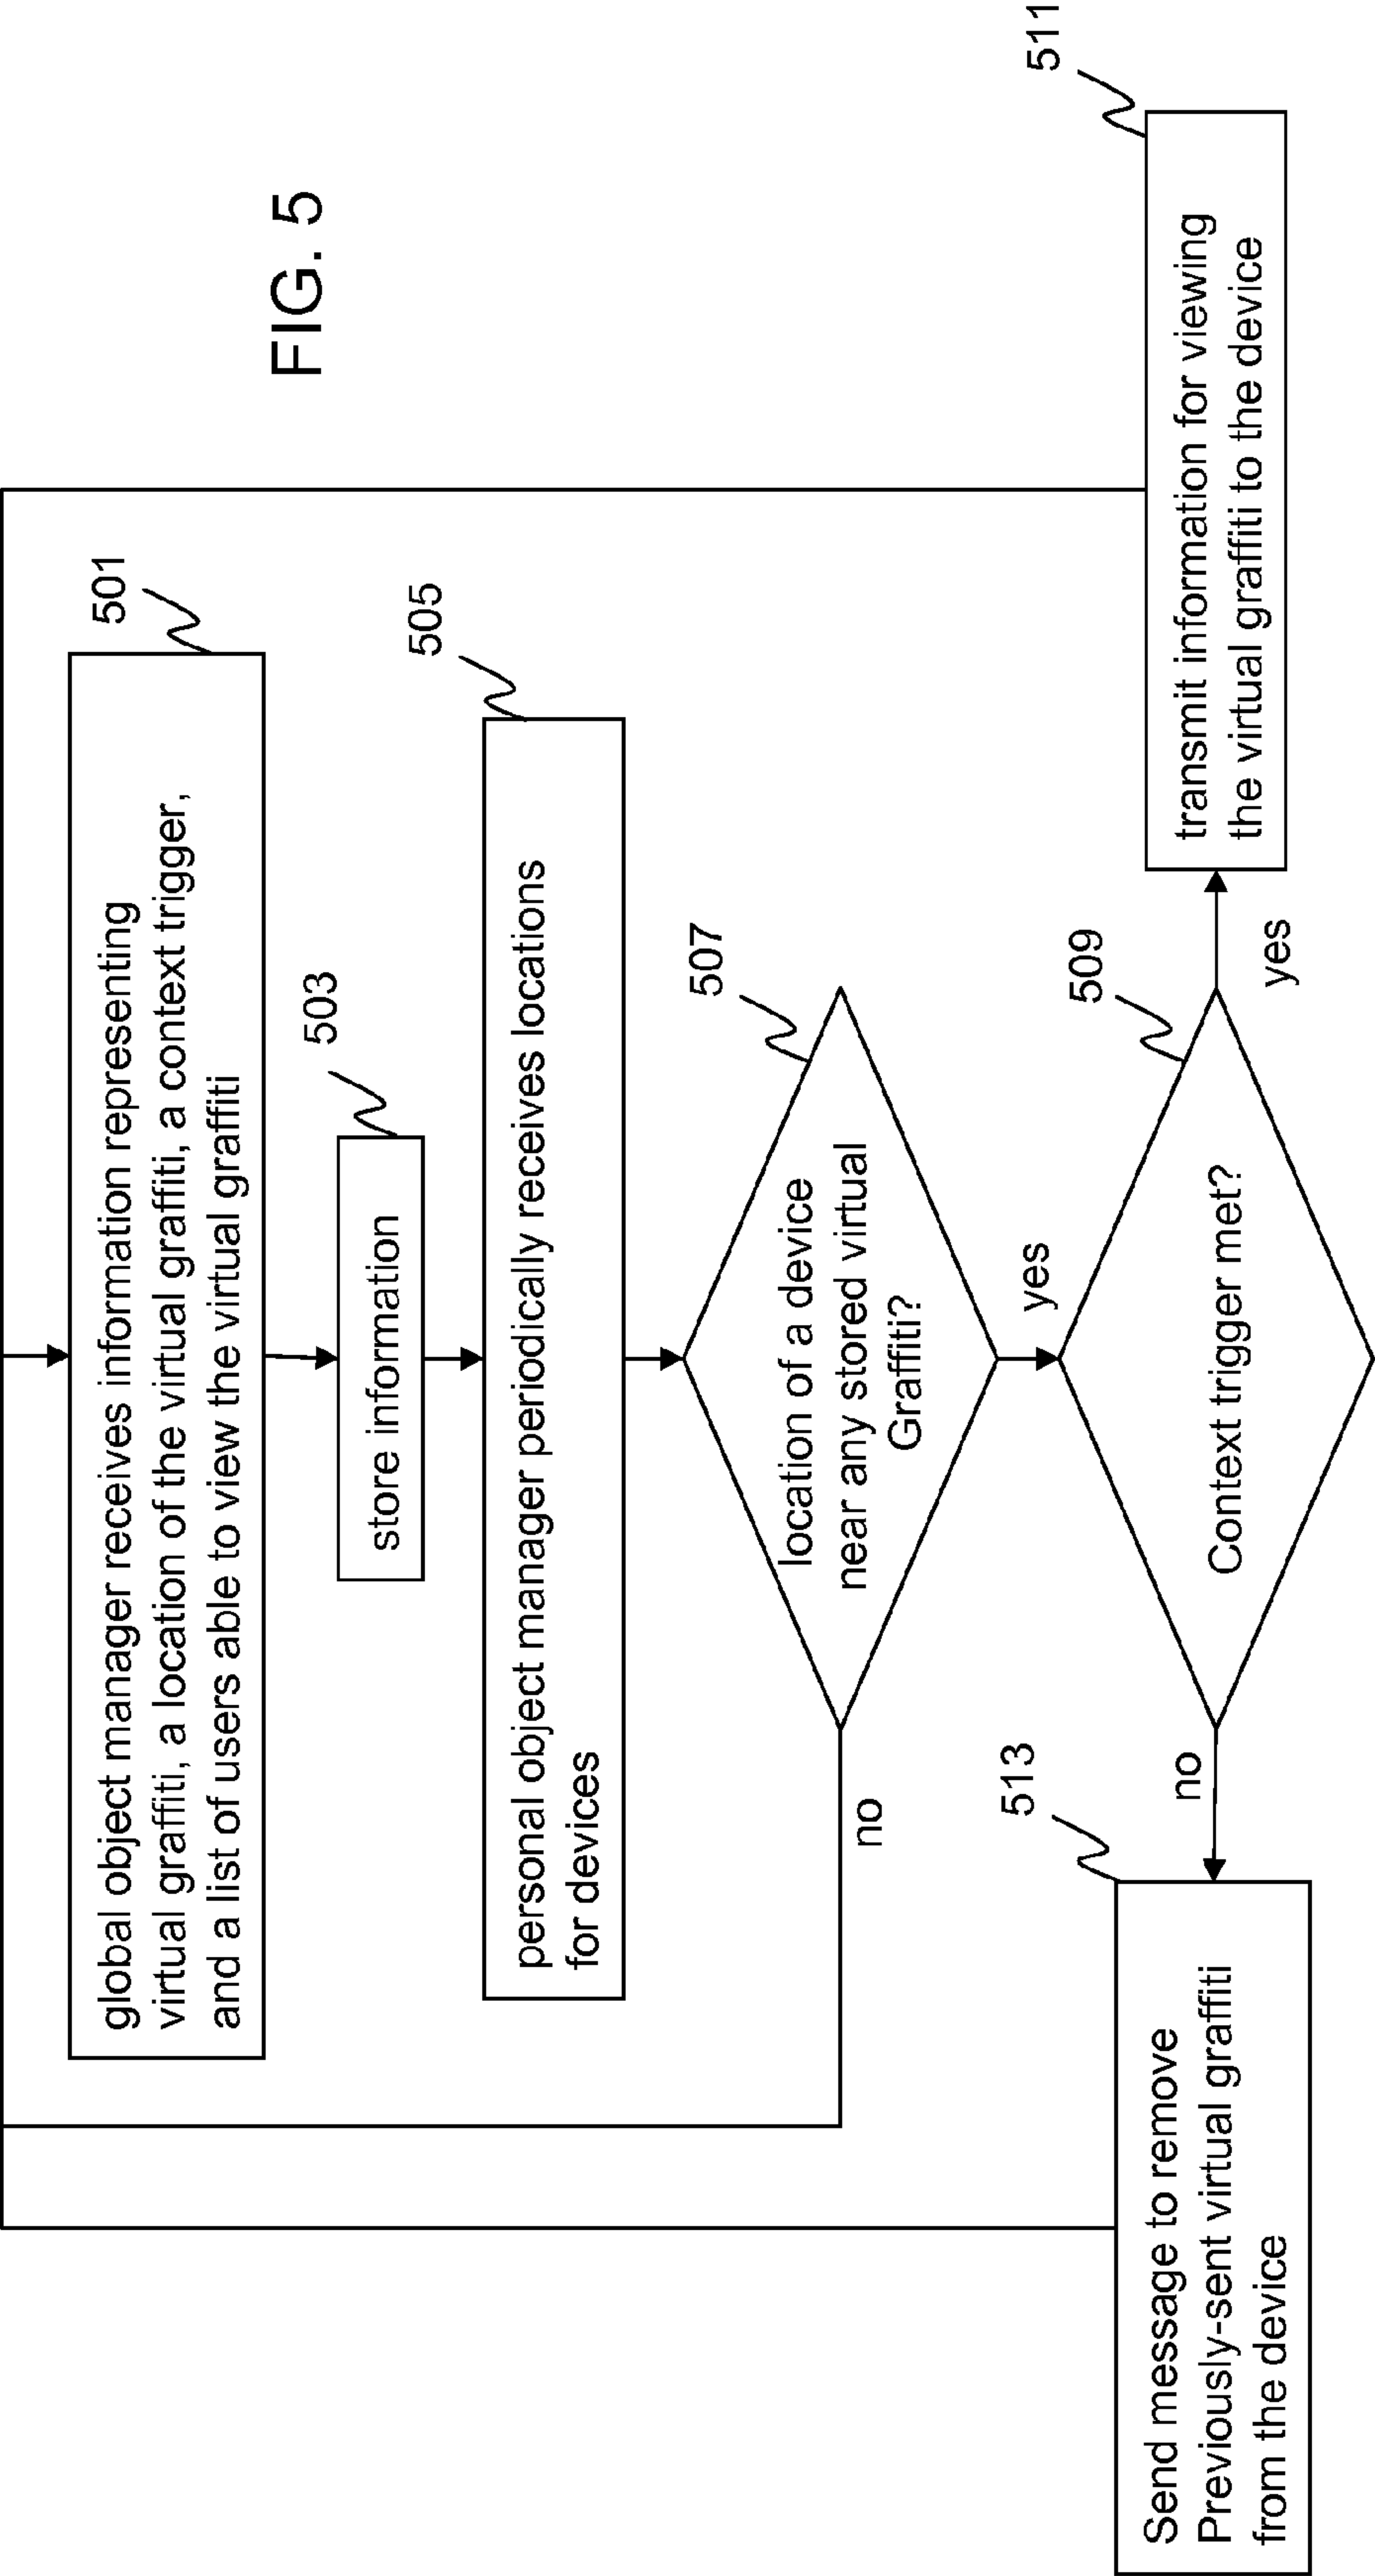 FIG. 5
501
global object manager receives information representing
virtual graffiti, a location of the virtual graffiti, a context trigger,
and a list of users able to view the virtual graffiti
503
store information
505
personal object manager periodically receives locations
for devices
507
location of a device
near any stored virtual
Graffiti?
no
yes
509
Context trigger met?
no
yes
513
Send message to remove
Previously-sent virtual graffiti
from the device
511
transmit information for viewing
the virtual graffiti to the device